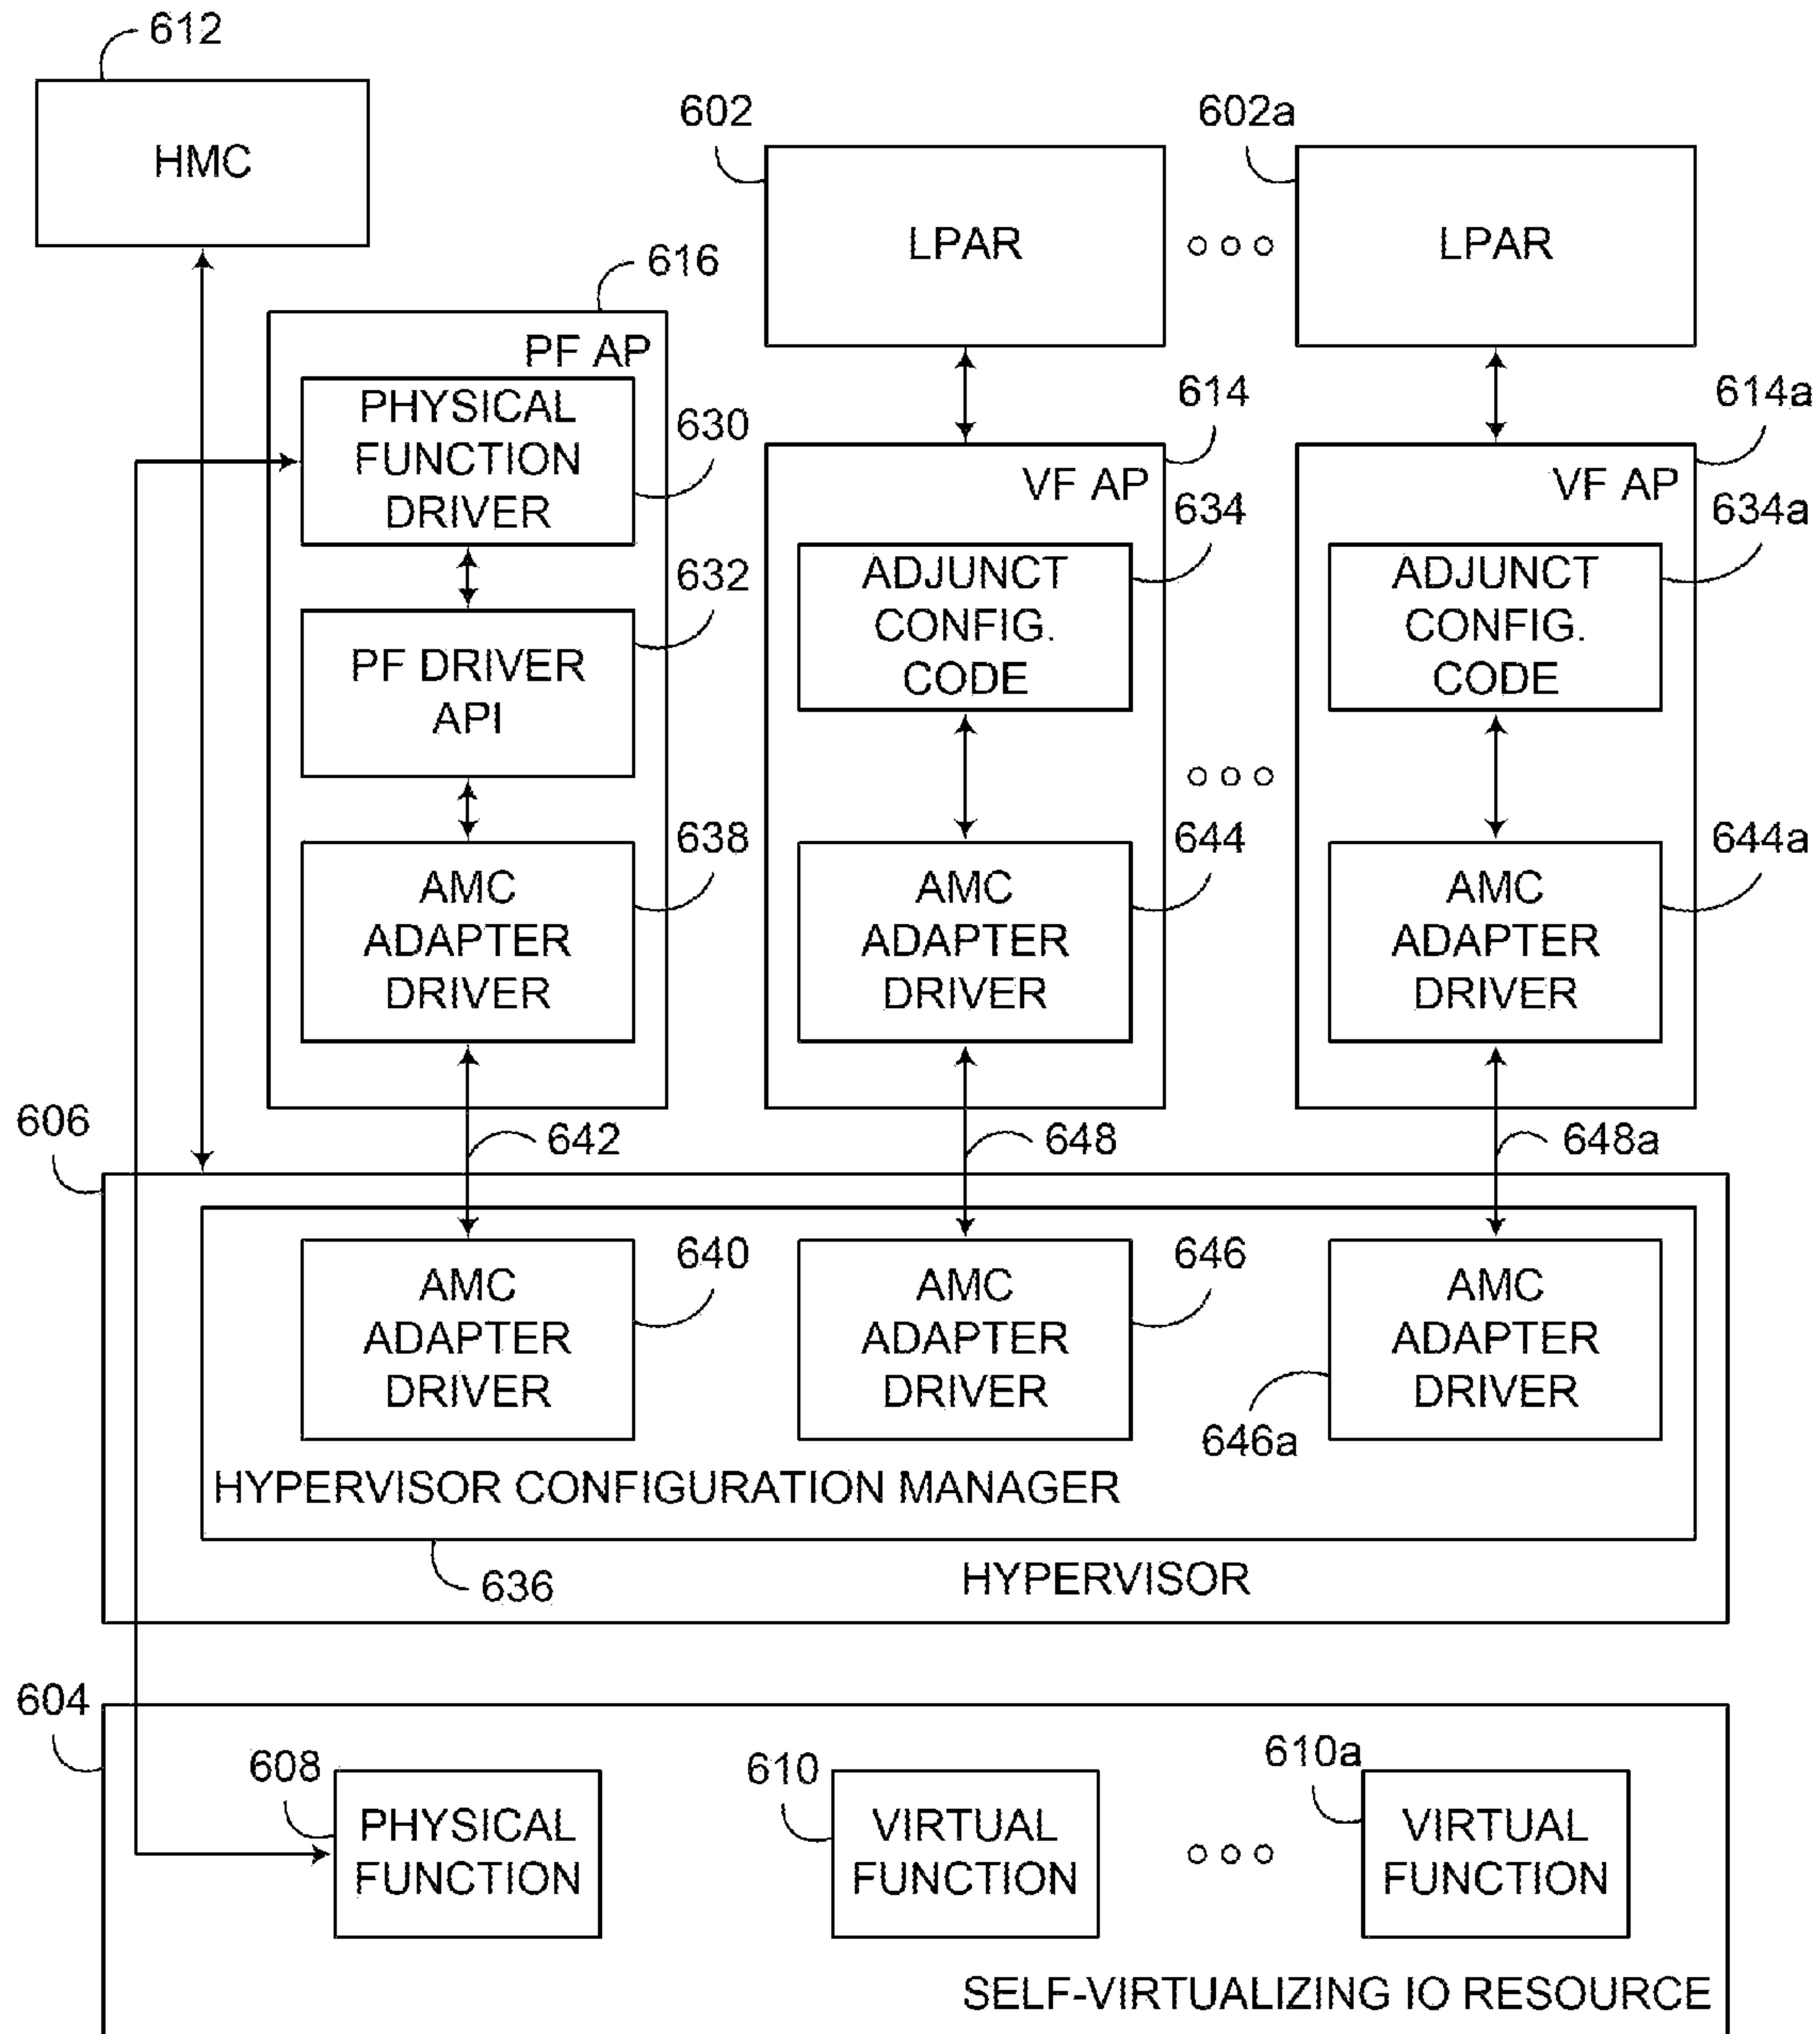 612
HMC
602
LPAR
602a
LPAR
616
PF AP
PHYSICAL
FUNCTION
DRIVER
630
632
PF DRIVER
API
638
AMC
ADAPTER
DRIVER
614
VF AP
634
ADJUNCT
CONFIG.
CODE
644
AMC
ADAPTER
DRIVER
614a
VF AP
634a
ADJUNCT
CONFIG.
CODE
644a
AMC
ADAPTER
DRIVER
606
642
648
648a
640
AMC
ADAPTER
DRIVER
646
AMC
ADAPTER
DRIVER
646a
AMC
ADAPTER
DRIVER
HYPERVISOR CONFIGURATION MANAGER
636
HYPERVISOR
604
608
PHYSICAL
FUNCTION
610
VIRTUAL
FUNCTION
610a
VIRTUAL
FUNCTION
SELF-VIRTUALIZING IO RESOURCE